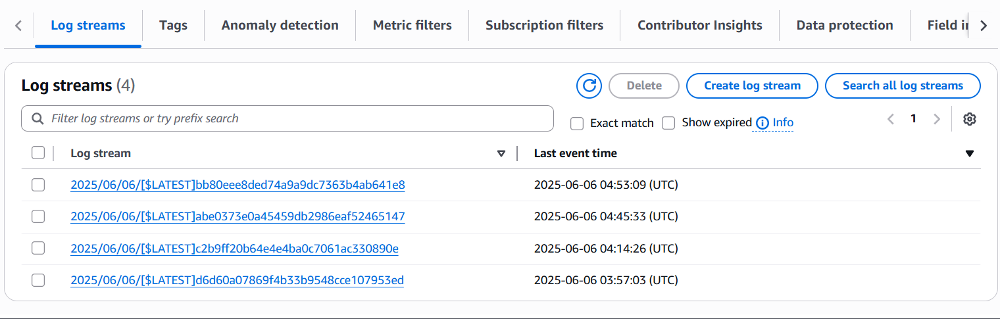 Log streams Tags Anomaly detection Metric filters Subscription filters Contributor Insights Data protection Field
Log streams (4) Delete Create log stream Search all log streams
Filter log streams or try prefix search Exact match Show expired Info 1
Log stream Last event time
2025/06/06/[$LATEST]bb80eee8ded74a9a9dc7363b4ab641e8 2025-06-06 04:53:09 (UTC)
2025/06/06/[$LATEST]abe0373e0a45459db2986eaf52465147 2025-06-06 04:45:33 (UTC)
2025/06/06/[$LATEST]c2b9ff20b64e4e4ba0c7061ac330890e 2025-06-06 04:14:26 (UTC)
2025/06/06/[$LATEST]d6d60a07869f4b33b9548cce107953ed 2025-06-06 03:57:03 (UTC)